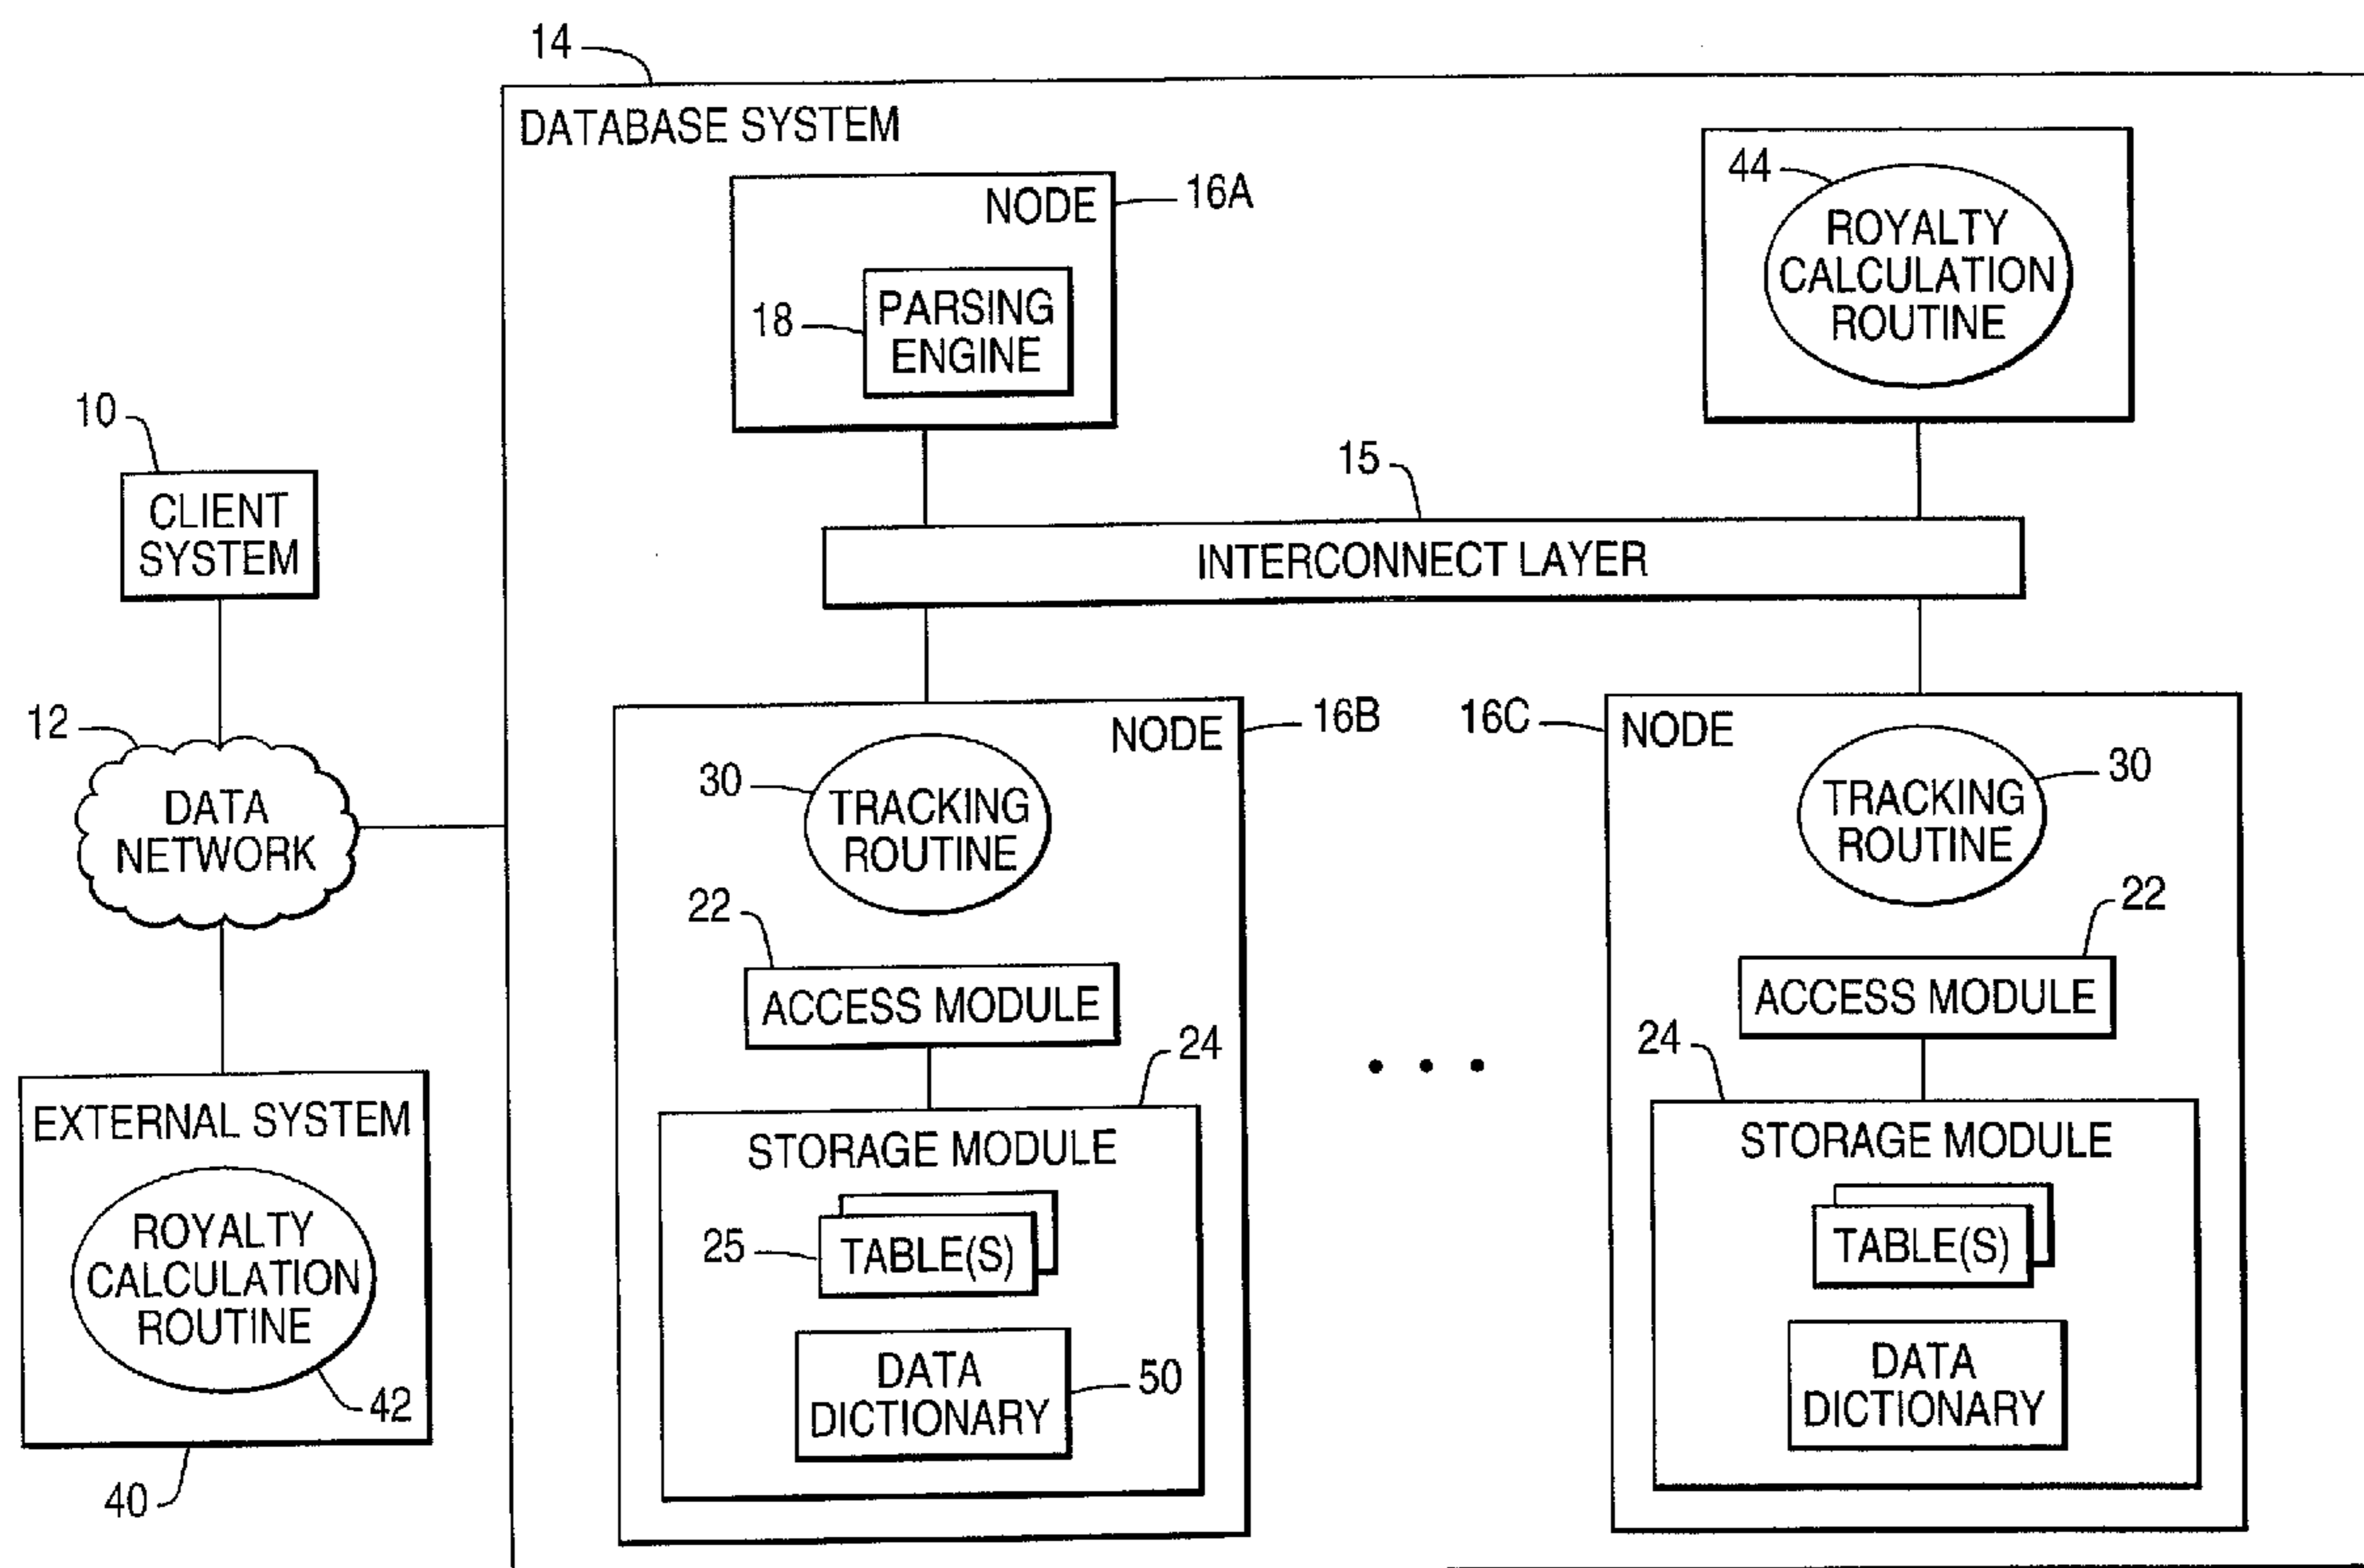 14
DATABASE SYSTEM
NODE
16A
18
PARSING
ENGINE
44
ROYALTY
CALCULATION
ROUTINE
10
CLIENT
SYSTEM
15
INTERCONNECT LAYER
12
DATA
NETWORK
NODE
16B
30
TRACKING
ROUTINE
22
ACCESS MODULE
24
STORAGE MODULE
25
TABLE(S)
DATA
DICTIONARY
50
16C
NODE
TRACKING
ROUTINE
30
22
ACCESS MODULE
24
STORAGE MODULE
TABLE(S)
DATA
DICTIONARY
EXTERNAL SYSTEM
ROYALTY
CALCULATION
ROUTINE
42
40